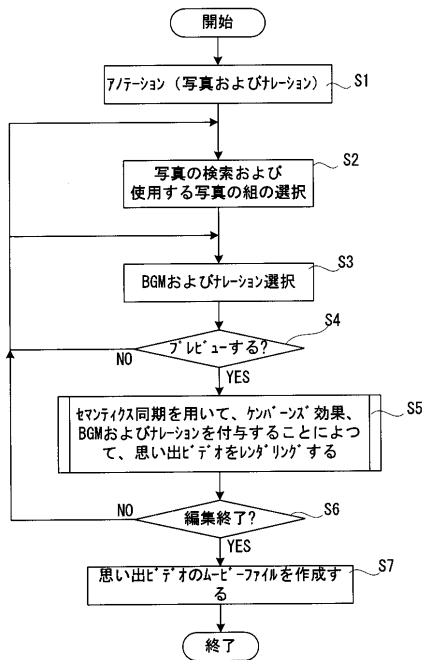 開始
アノテーション（写真およびナレーション）
S1
写真の検索および
使用する写真の組の選択
S2
BGMおよびナレーション選択
S3
プレビューする?
S4
NO
YES
セマンティクス同期を用いて、ケンバーンズ効果、
BGMおよびナレーションを付与することによつ
て、思い出ビデオをレンダリングする
S5
編集終了?
S6
NO
YES
思い出ビデオのムービーファイルを作成す
る
S7
終了